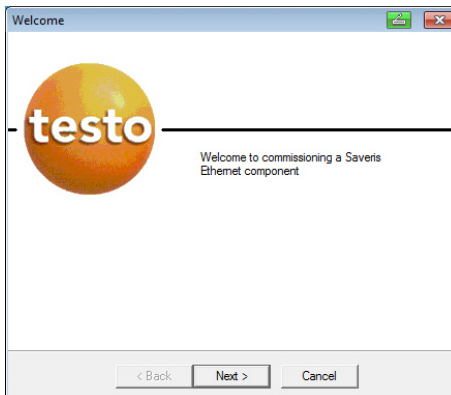 Welcome
testo
Welcome to commissioning a Saveris
Ethernet component
< Back
Next >
Cancel